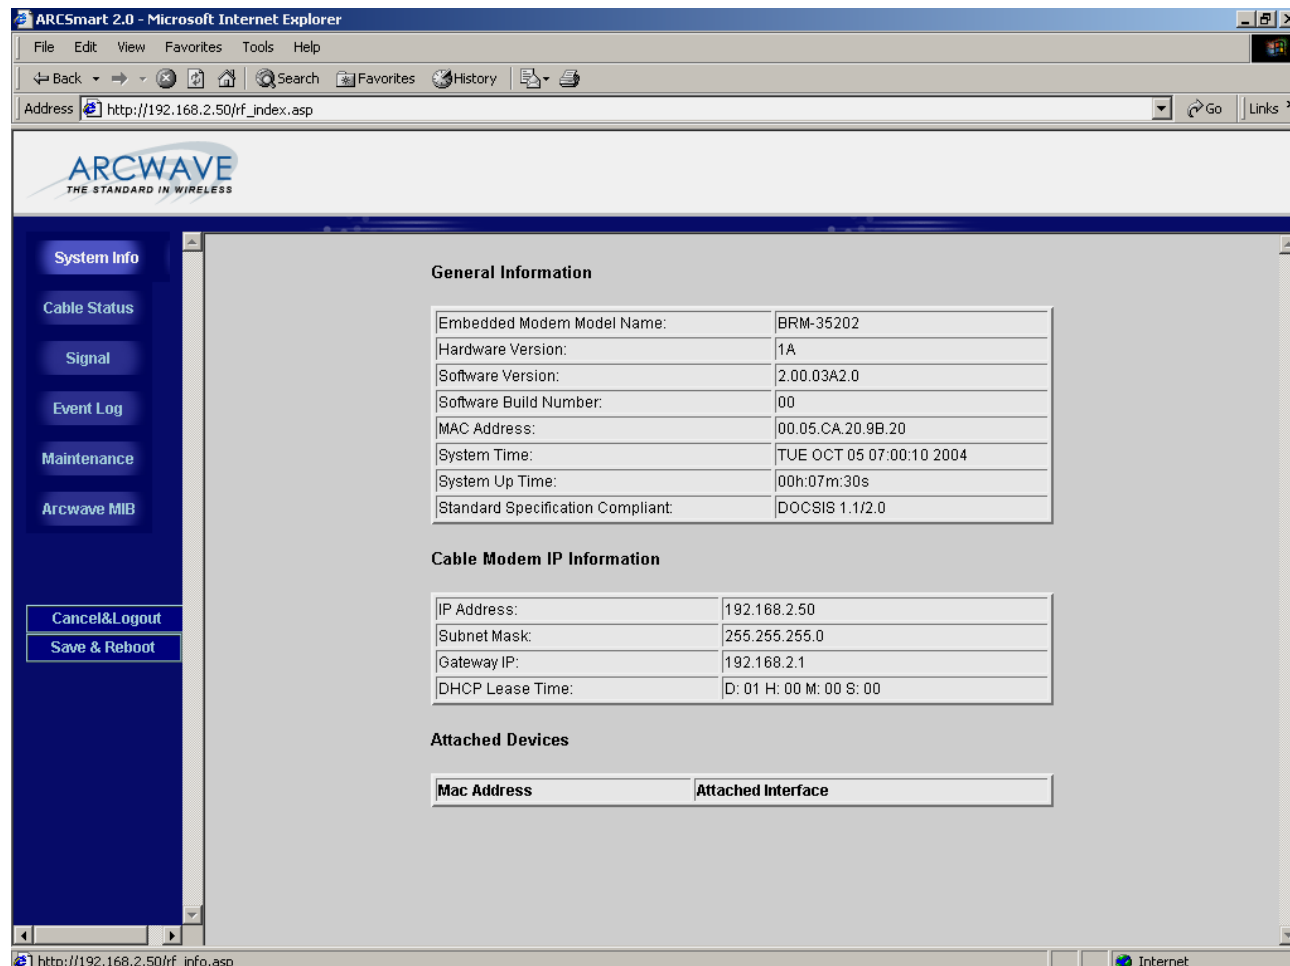 ARCSmart 2.0 - Microsoft Internet Explorer
File Edit View Favorites Tools Help
Back Search Favorites History
Address http://192.168.2.50/rf_index.asp Go Links
ARCWAVE
THE STANDARD IN WIRELESS
System Info
Cable Status
Signal
Event Log
Maintenance
Arcwave MIB
Cancel&Logout
Save & Reboot
General Information
Embedded Modem Model Name: BRM-35202
Hardware Version: 1A
Software Version: 2.00.03A2.0
Software Build Number: 00
MAC Address: 00.05.CA.20.9B.20
System Time: TUE OCT 05 07:00:10 2004
System Up Time: 00h:07m:30s
Standard Specification Compliant: DOCSIS 1.1/2.0
Cable Modem IP Information
IP Address: 192.168.2.50
Subnet Mask: 255.255.255.0
Gateway IP: 192.168.2.1
DHCP Lease Time: D: 01 H: 00 M: 00 S: 00
Attached Devices
Mac Address Attached Interface
http://192.168.2.50/rf_info.asp Internet